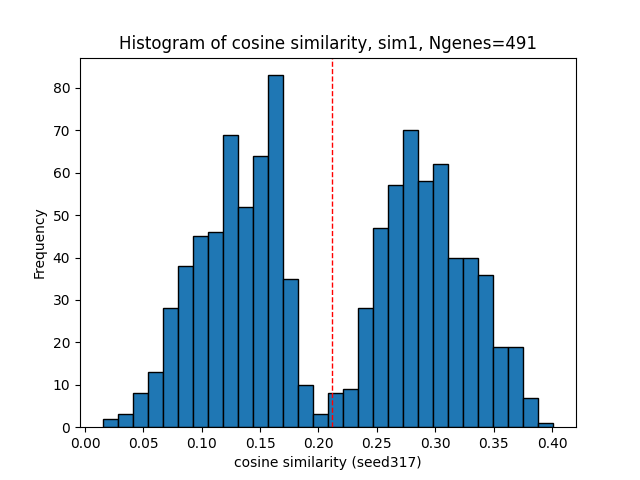 Histogram of cosine similarity, sim1, Ngenes=491
Frequency
80
70
60
50
40
30
20
10
0
0.00 0.05 0.10 0.15 0.20 0.25 0.30 0.35 0.40
cosine similarity (seed317)